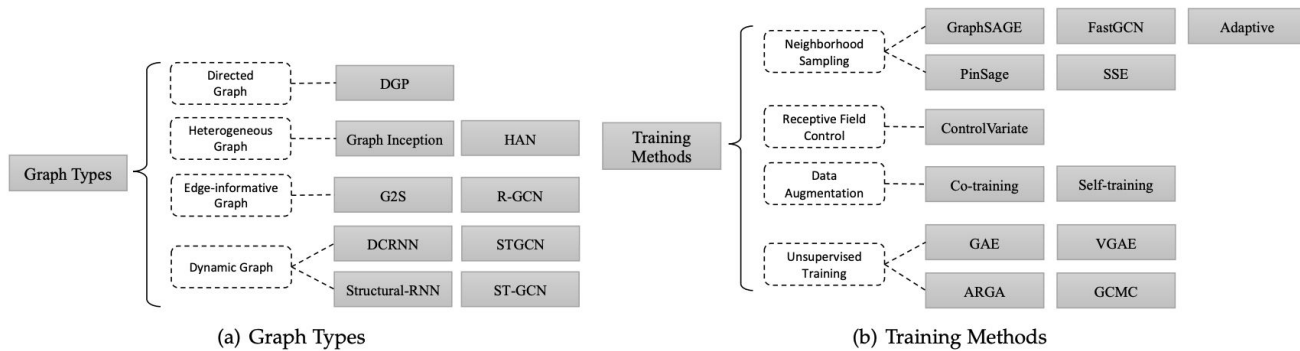 Graph Types
Directed
Graph
DGP
Heterogeneous
Graph
Graph Inception
HAN
Edge-informative
Graph
G2S
R-GCN
Dynamic Graph
DCRNN
STGCN
Structural-RNN
ST-GCN
(a) Graph Types
Training
Methods
Neighborhood
Sampling
GraphSAGE
FastGCN
Adaptive
PinSage
SSE
Receptive Field
Control
ControlVariate
Data
Augmentation
Co-training
Self-training
Unsupervised
Training
GAE
VGAE
ARGA
GCMC
(b) Training Methods